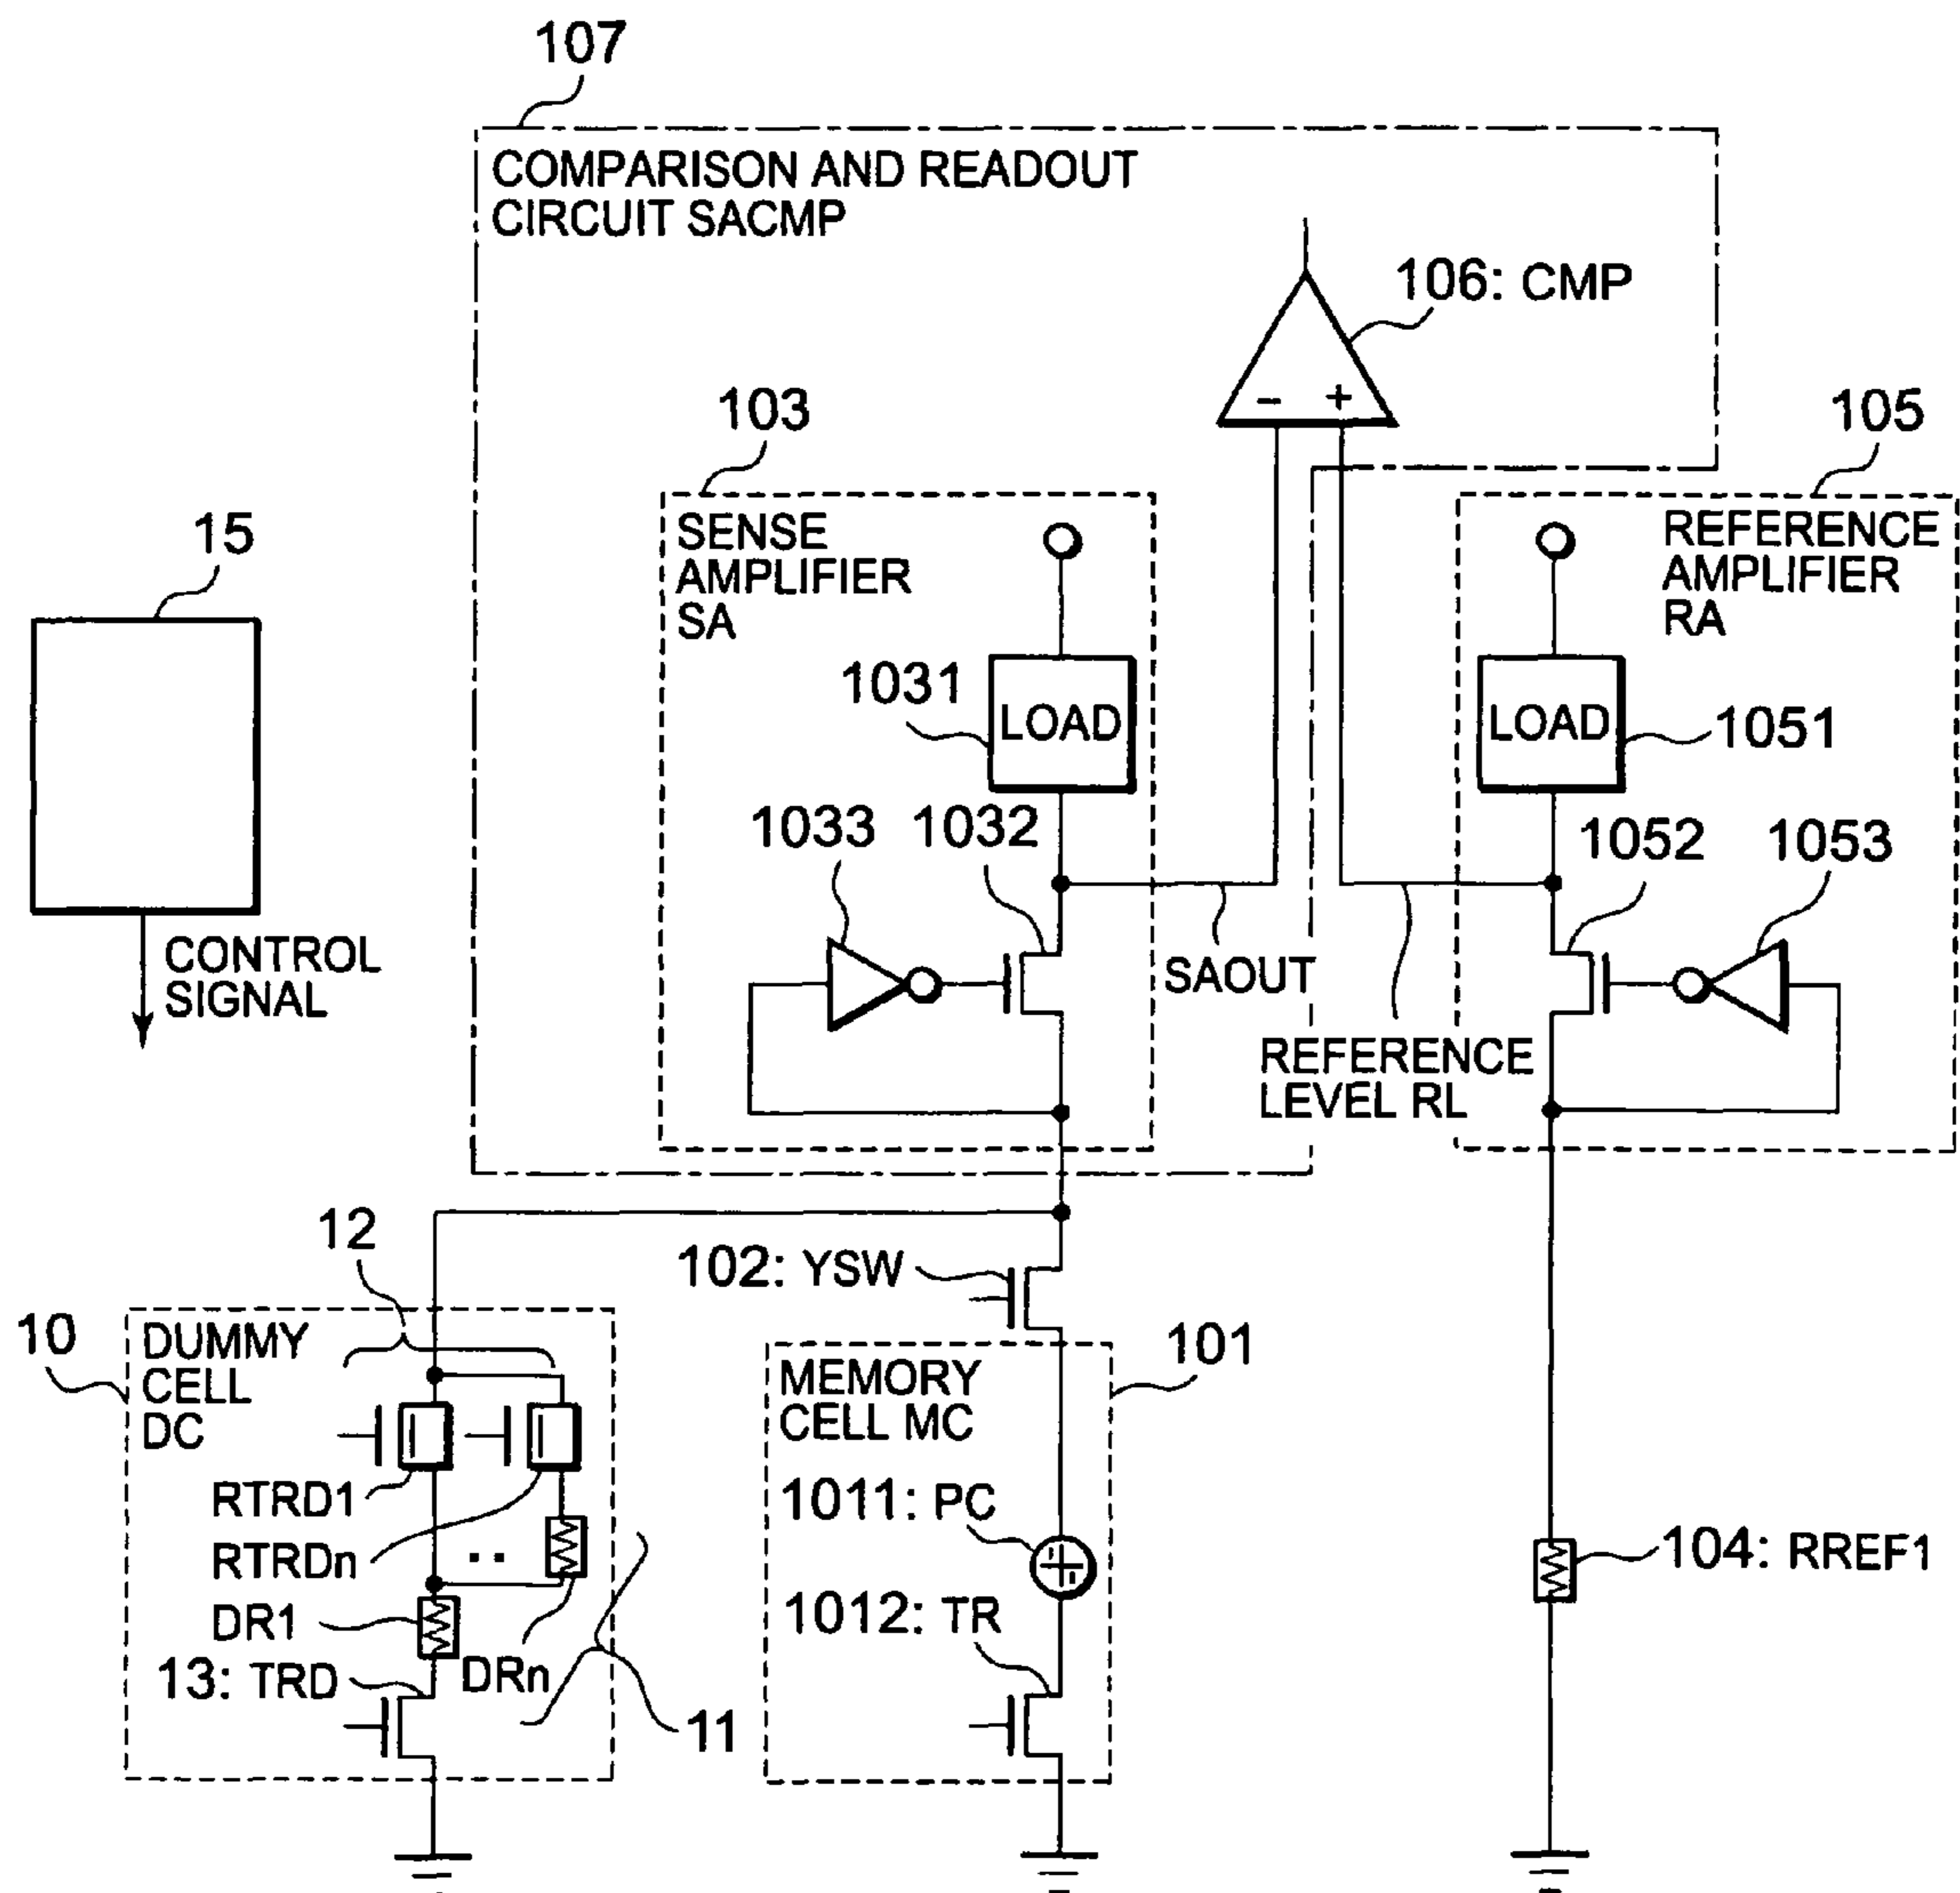 107
COMPARISON AND READOUT
CIRCUIT SACMP
106: CMP
- +
103
105
SENSE
AMPLIFIER
SA
REFERENCE
AMPLIFIER
RA
15
1031
LOAD
LOAD
1051
1033
1032
1052
1053
CONTROL
SIGNAL
SAOUT
REFERENCE
LEVEL RL
12
102: YSW
10
DUMMY
CELL
DC
101
MEMORY
CELL MC
RTRD1
1011: PC
RTRDn
..
104: RREF1
DR1
1012: TR
13: TRD
DRn
11